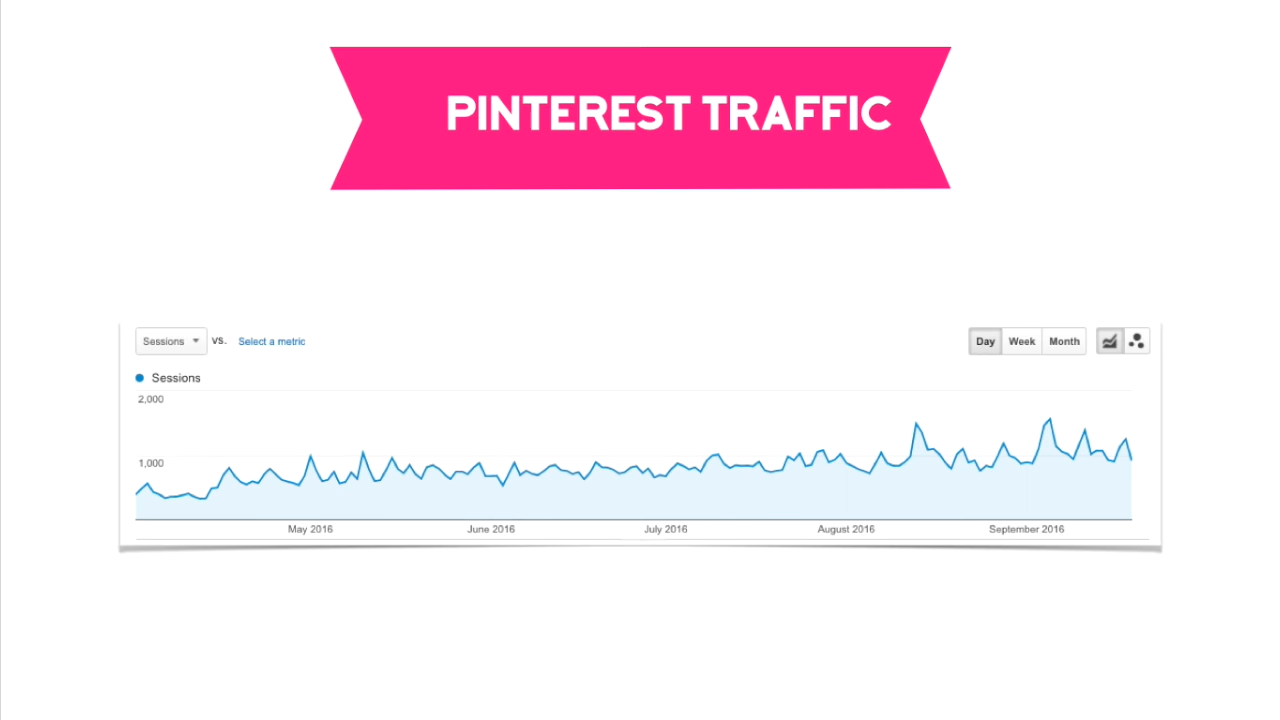 PINTEREST TRAFFIC
Sessions vs. Select a metric Day Week Month
Sessions
2,000
1,000
May 2016 June 2016 July 2016 August 2016 September 2016